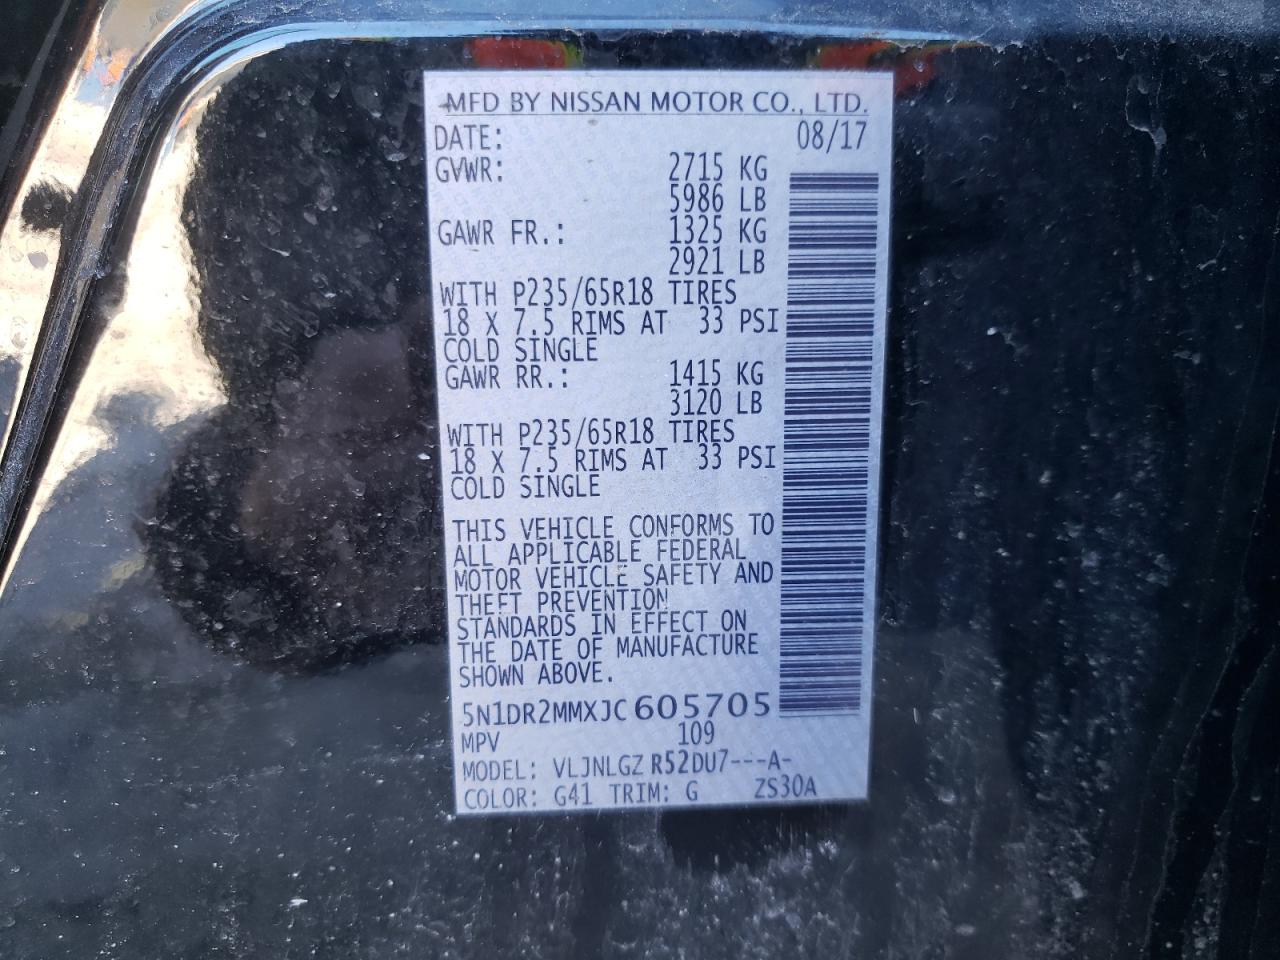 MFD BY NISSAN MOTOR CO., LTD.
DATE: 08/17
GVWR: 2715 KG
5986 LB
GAWR FR.: 1325 KG
2921 LB
WITH P235/65R18 TIRES
18 X 7.5 RIMS AT 33 PSI
COLD SINGLE
GAWR RR.: 1415 KG
3120 LB
WITH P235/65R18 TIRES
18 X 7.5 RIMS AT 33 PSI
COLD SINGLE
THIS VEHICLE CONFORMS TO
ALL APPLICABLE FEDERAL
MOTOR VEHICLE SAFETY AND
THEFT PREVENTION
STANDARDS IN EFFECT ON
THE DATE OF MANUFACTURE
SHOWN ABOVE.
5N1DR2MMXJC605705
MPV 109
MODEL: VLJNLGZ R52DU7---A-
COLOR: G41 TRIM: G ZS30A